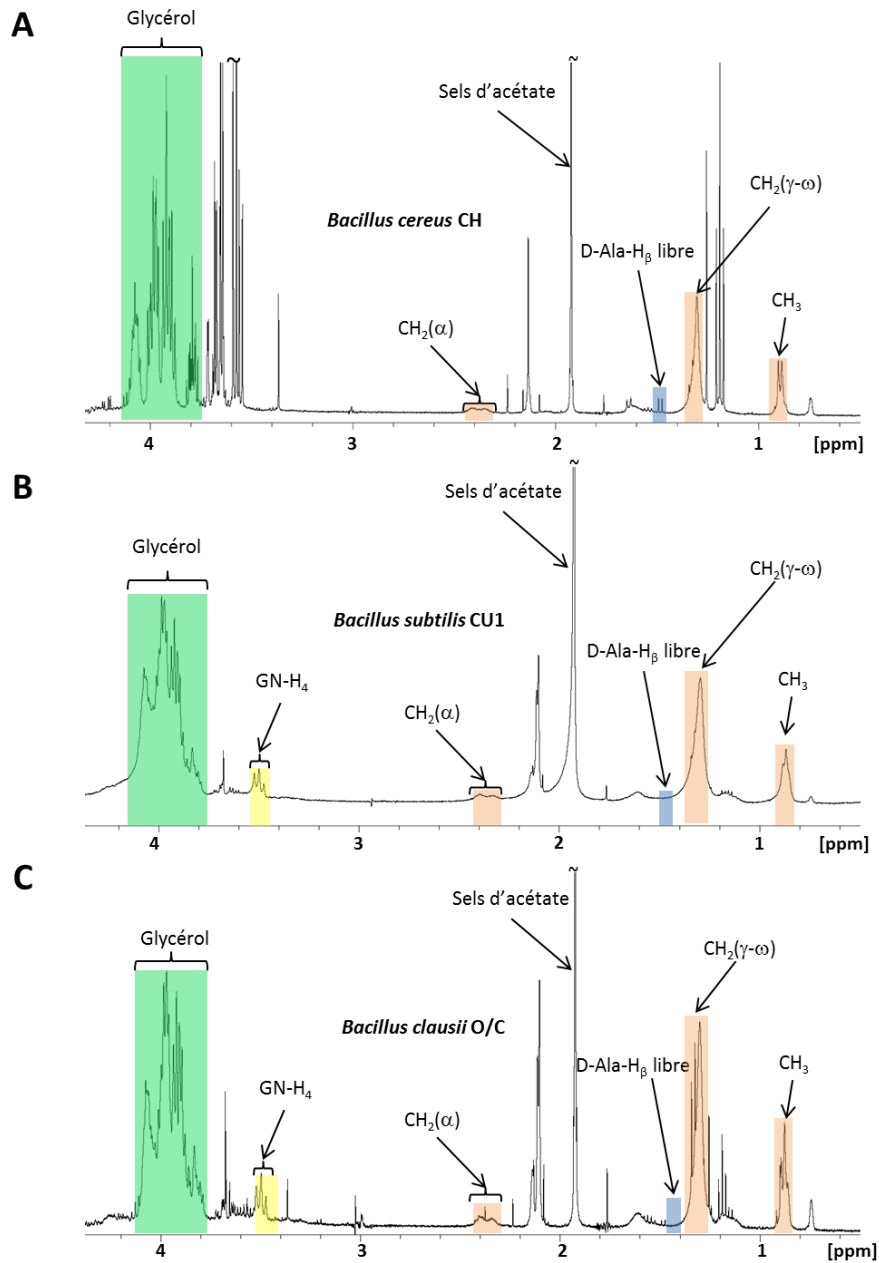 A
Glycérol
~
~
Sels d'acétate
CH2(γ-ω)
Bacillus cereus CH
D-Ala-Hβ libre
CH3
CH2(α)
4 3 2 1 [ppm]
B
~
Sels d'acétate
Glycérol
CH2(γ-ω)
Bacillus subtilis CU1
D-Ala-Hβ libre
GN-H4
CH3
CH2(α)
4 3 2 1 [ppm]
C
~
Sels d'acétate
Glycérol
CH2(γ-ω)
Bacillus clausii O/C
D-Ala-Hβ libre
CH3
GN-H4
CH2(α)
4 3 2 1 [ppm]